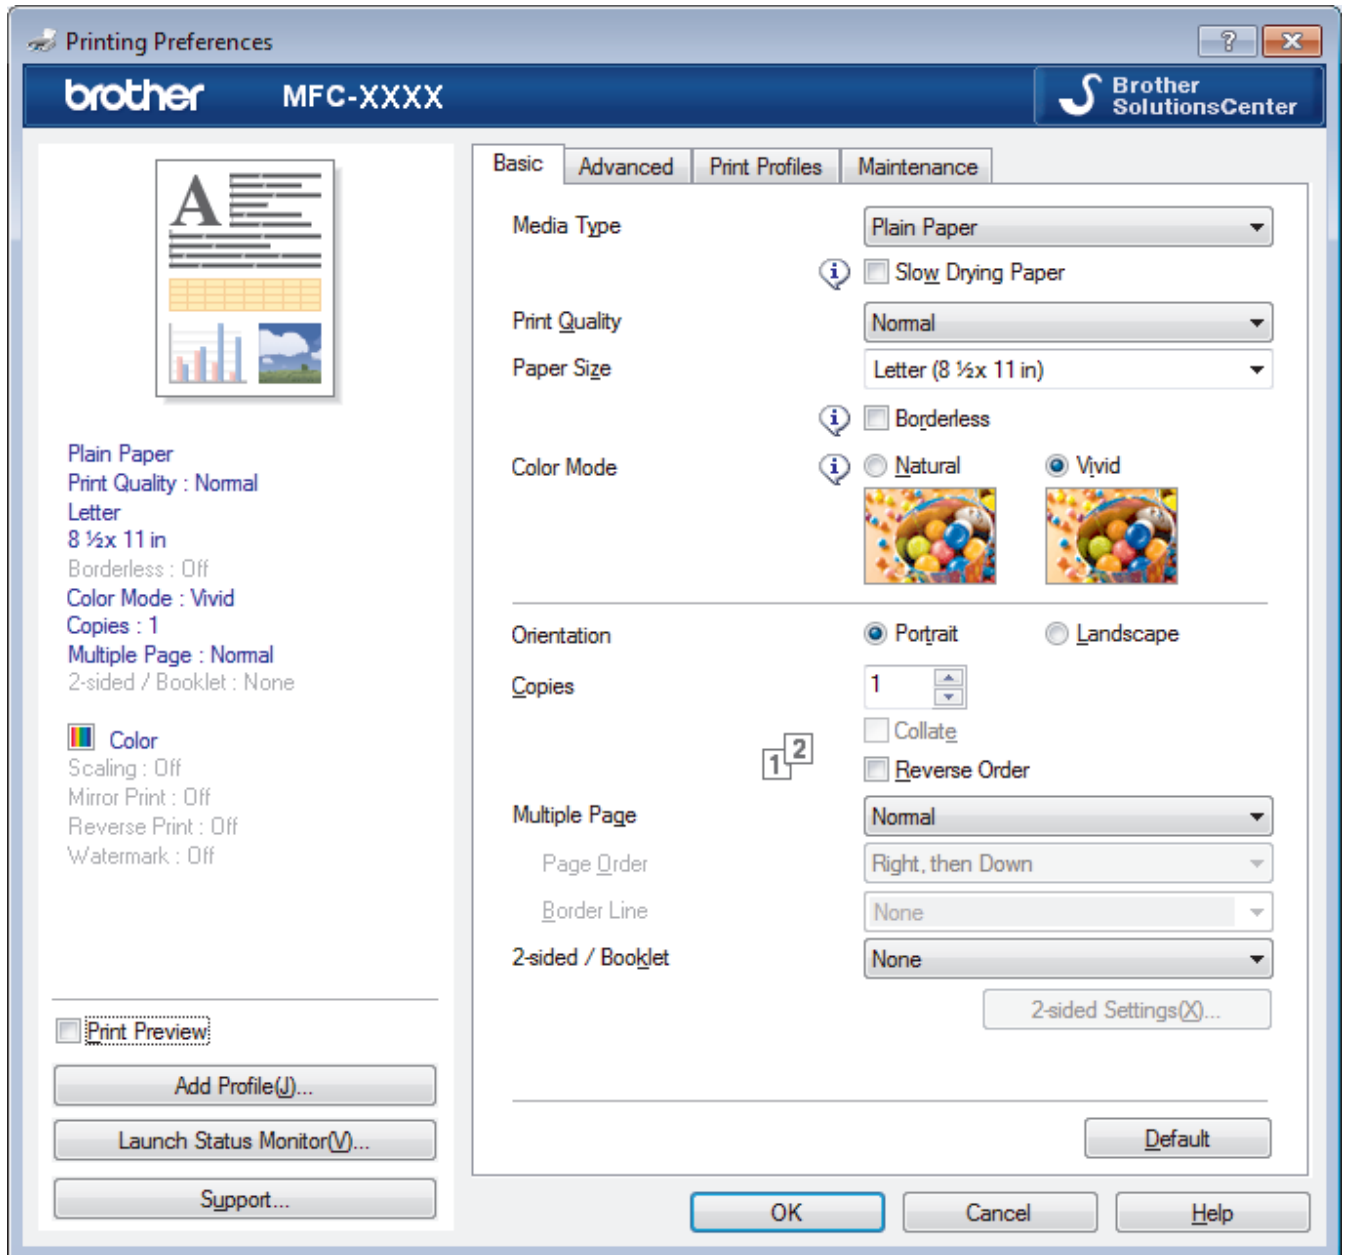 Printing Preferences
brother MFC-XXXX Brother SolutionsCenter
A
Plain Paper
Print Quality : Normal
Letter
8 ½x 11 in
Borderless : Off
Color Mode : Vivid
Copies : 1
Multiple Page : Normal
2-sided / Booklet : None
Color
Scaling : Off
Mirror Print : Off
Reverse Print : Off
Watermark : Off
Print Preview
Add Profile(J)...
Launch Status Monitor(V)...
Support...
Basic Advanced Print Profiles Maintenance
Media Type Plain Paper
Slow Drying Paper
Print Quality Normal
Paper Size Letter (8 ½x 11 in)
Borderless
Color Mode Natural Vivid
Orientation Portrait Landscape
Copies 1
Collate
1 2 Reverse Order
Multiple Page Normal
Page Order Right, then Down
Border Line None
2-sided / Booklet None
2-sided Settings(X)...
Default
OK Cancel Help